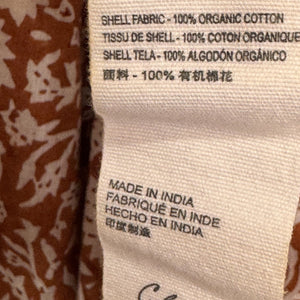 SHELL FABRIC - 100% ORGANIC COTTON
TISSU DE SHELL - 100% COTON ORGANIQUE
SHELL TELA - 100% ALGODÓN ORGÂNICO
面料 - 100% 有机棉花
MADE IN INDIA
FABRIQUÉ EN INDE
HECHO EN INDIA
印度制造